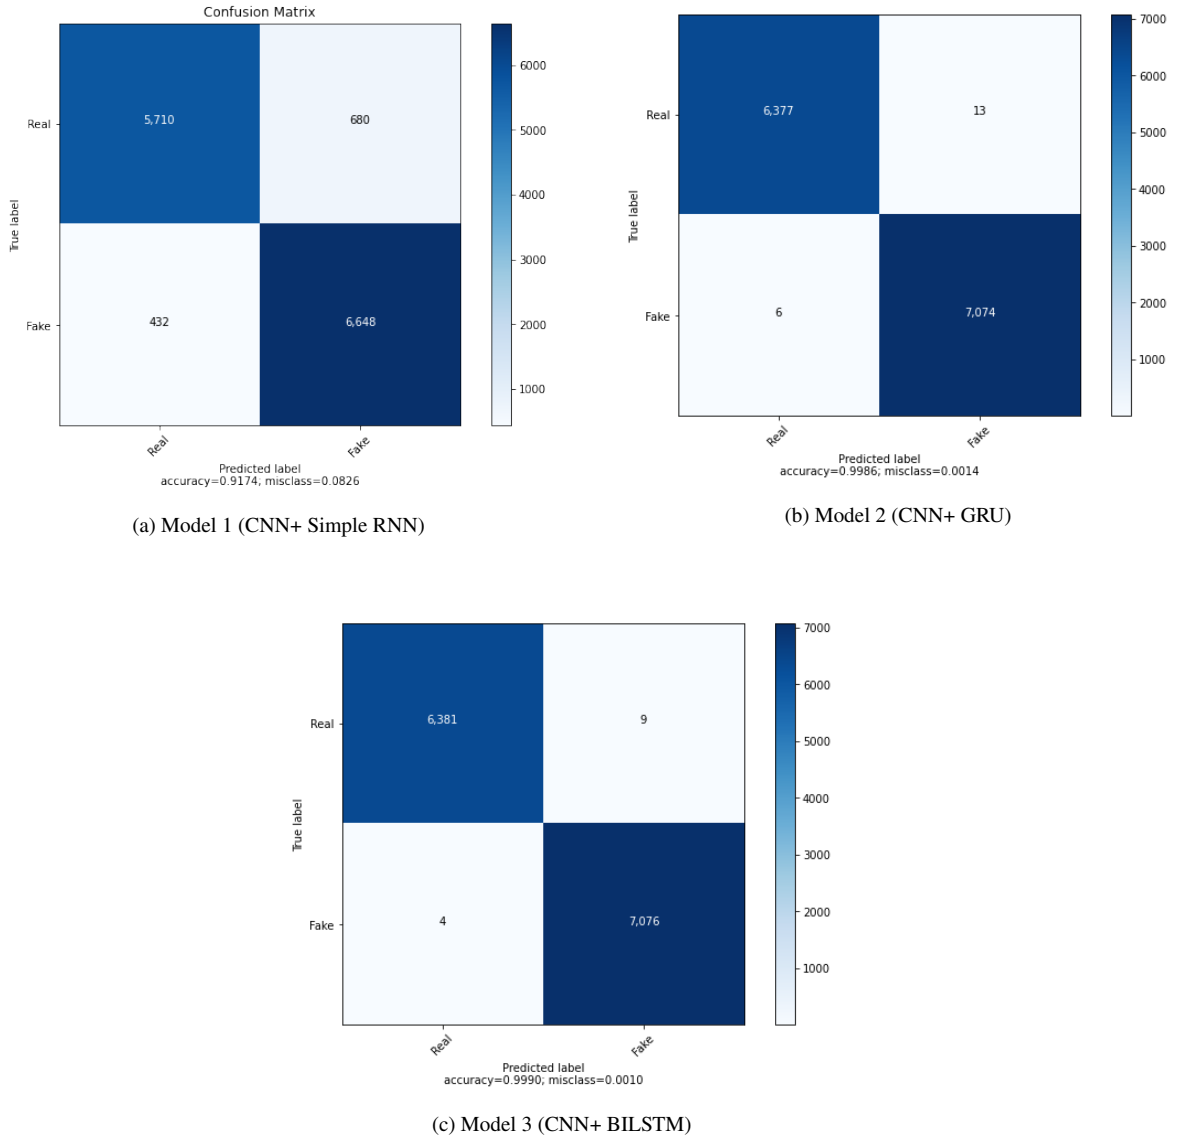 Confusion Matrix
Real
5,710
680
Fake
432
6,648
True label
Real
Fake
Predicted label
accuracy=0.9174; misclass=0.0826
6000
5000
4000
3000
2000
1000
(a) Model 1 (CNN+ Simple RNN)
Real
6,377
13
Fake
6
7,074
True label
Real
Fake
Predicted label
accuracy=0.9986; misclass=0.0014
7000
6000
5000
4000
3000
2000
1000
(b) Model 2 (CNN+ GRU)
Real
6,381
9
Fake
4
7,076
True label
Real
Fake
Predicted label
accuracy=0.9990; misclass=0.0010
7000
6000
5000
4000
3000
2000
1000
(c) Model 3 (CNN+ BILSTM)